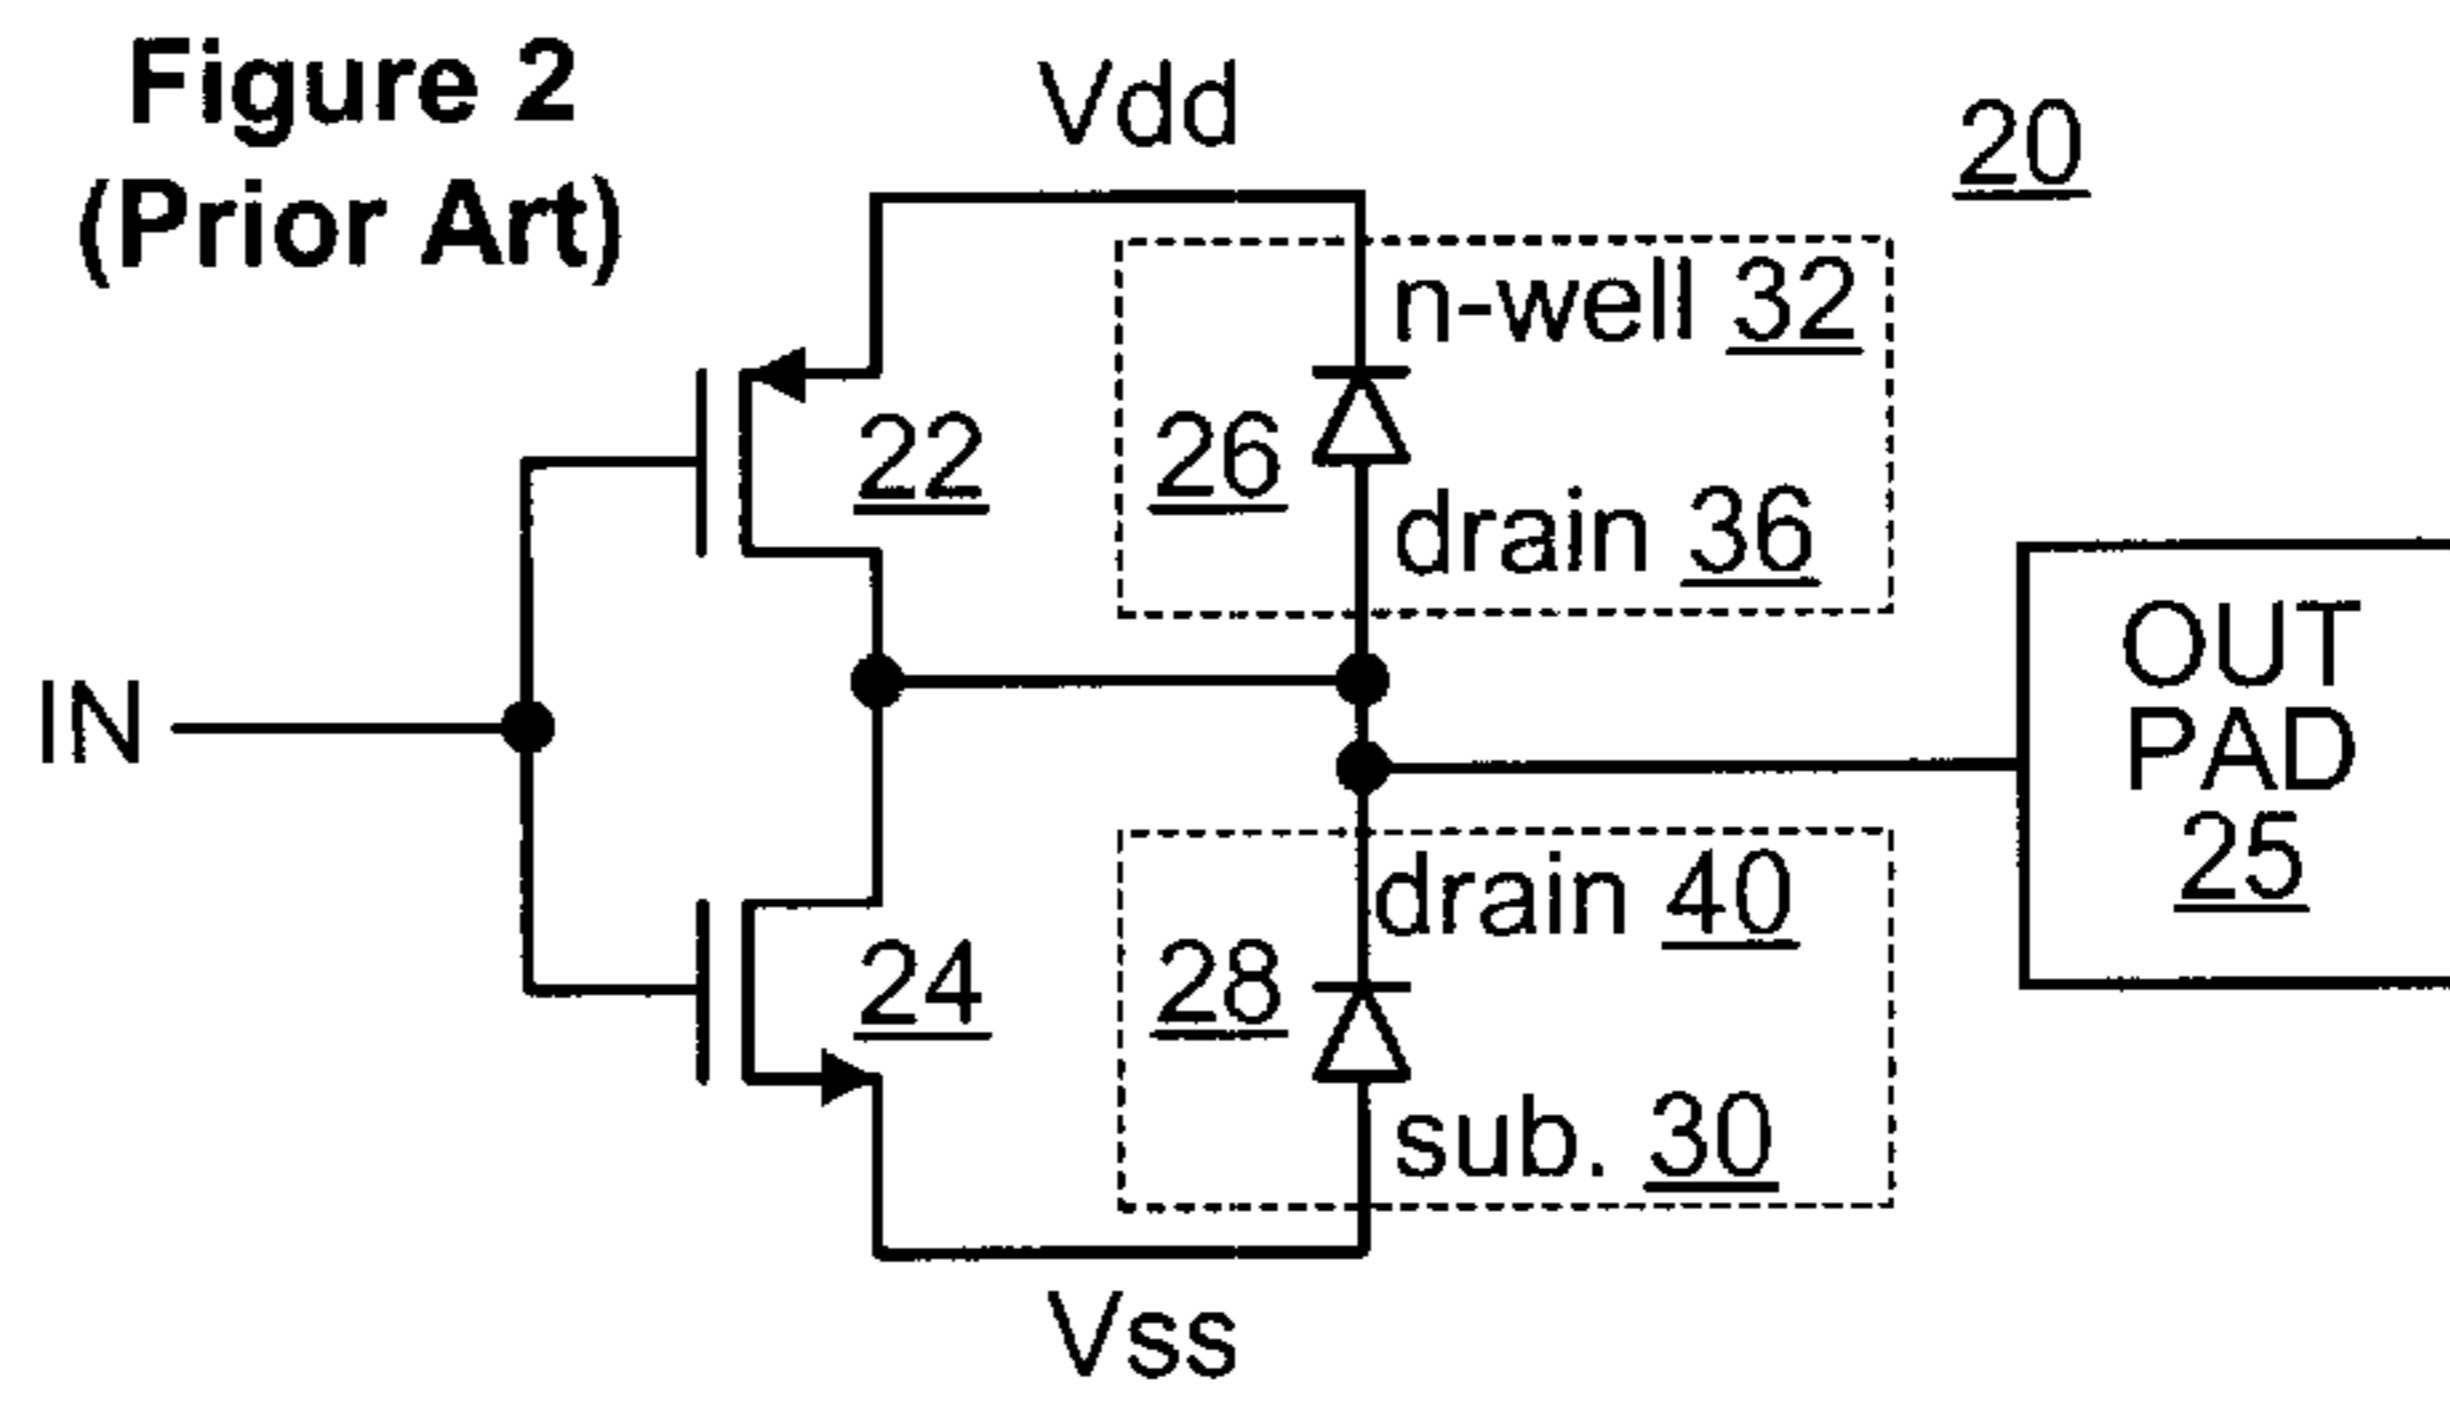 Figure 2
(Prior Art)
Vdd
20
n-well 32
22
26
drain 36
IN
OUT
PAD
25
drain 40
24
28
sub. 30
Vss